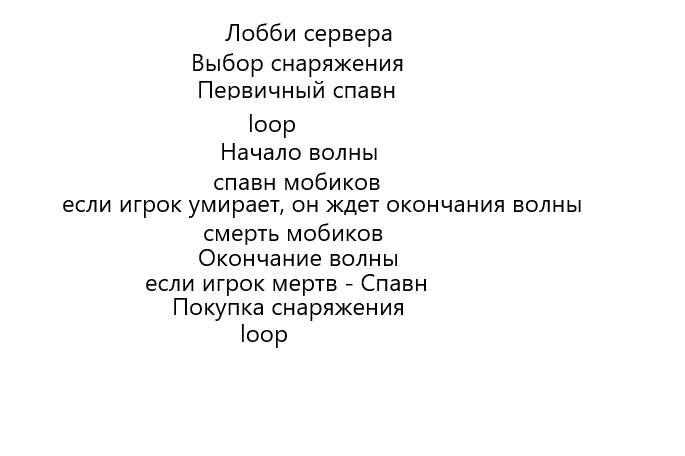 Лобби сервера
Выбор снаряжения
Первичный спавн
loop
Начало волны
спавн мобиков
если игрок умирает, он ждет окончания волны
смерть мобиков
Окончание волны
если игрок мертв - Спавн
Покупка снаряжения
loop